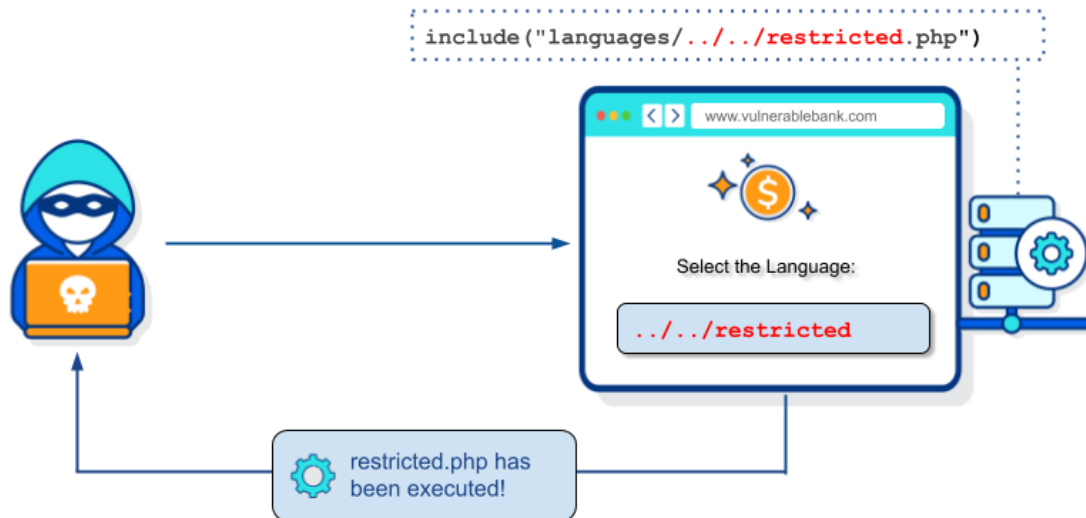 include("languages/../../restricted.php")
www.vulnerablebank.com
$
Select the Language:
../../restricted
restricted.php has
been executed!